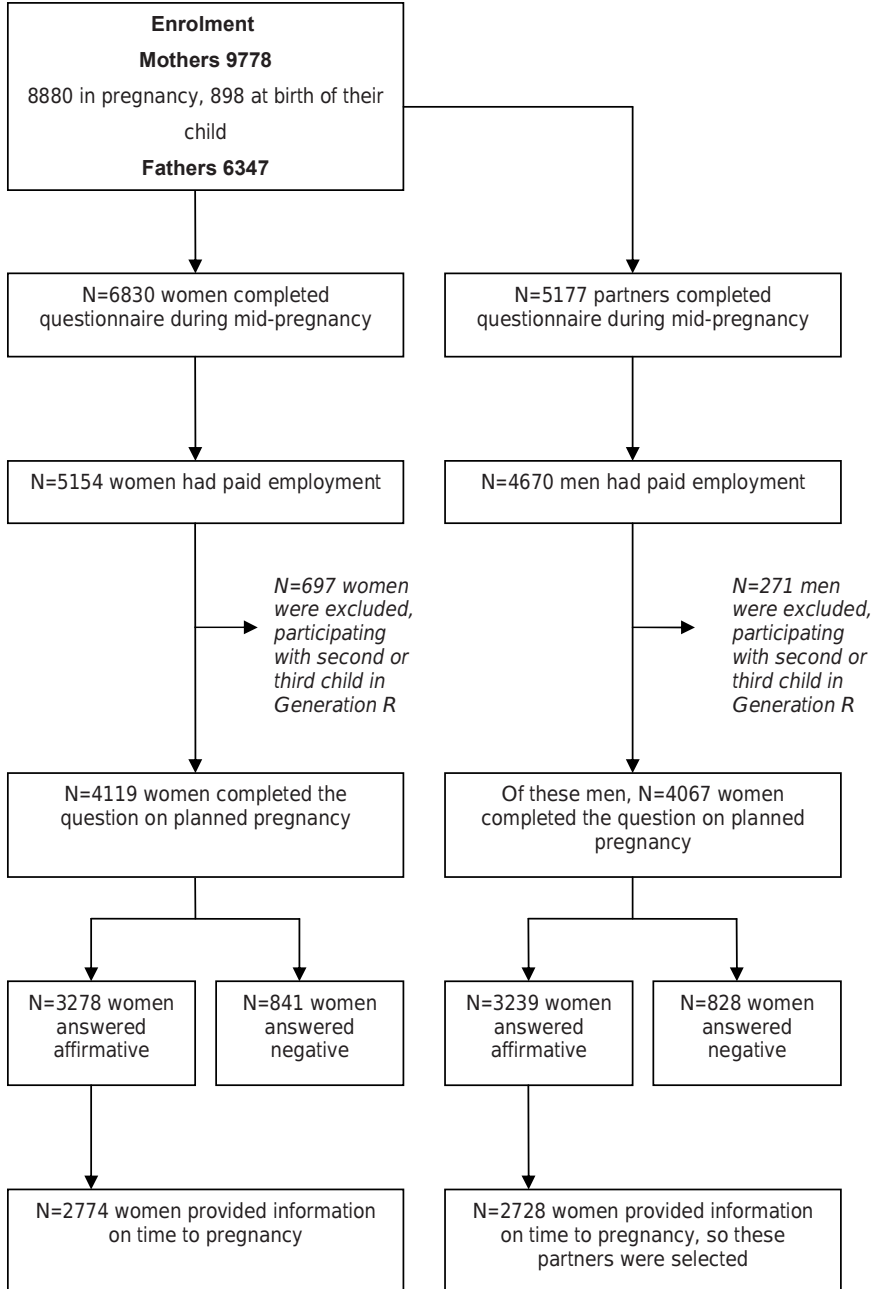 Enrolment
Mothers 9778
8880 in pregnancy, 898 at birth of their
child
Fathers 6347
N=6830 women completed
questionnaire during mid-pregnancy
N=5177 partners completed
questionnaire during mid-pregnancy
N=5154 women had paid employment
N=4670 men had paid employment
N=697 women
were excluded,
participating
with second or
third child in
Generation R
N=271 men
were excluded,
participating
with second or
third child in
Generation R
N=4119 women completed the
question on planned pregnancy
Of these men, N=4067 women
completed the question on planned
pregnancy
N=3278 women
answered
affirmative
N=841 women
answered
negative
N=3239 women
answered
affirmative
N=828 women
answered
negative
N=2774 women provided information
on time to pregnancy
N=2728 women provided information
on time to pregnancy, so these
partners were selected